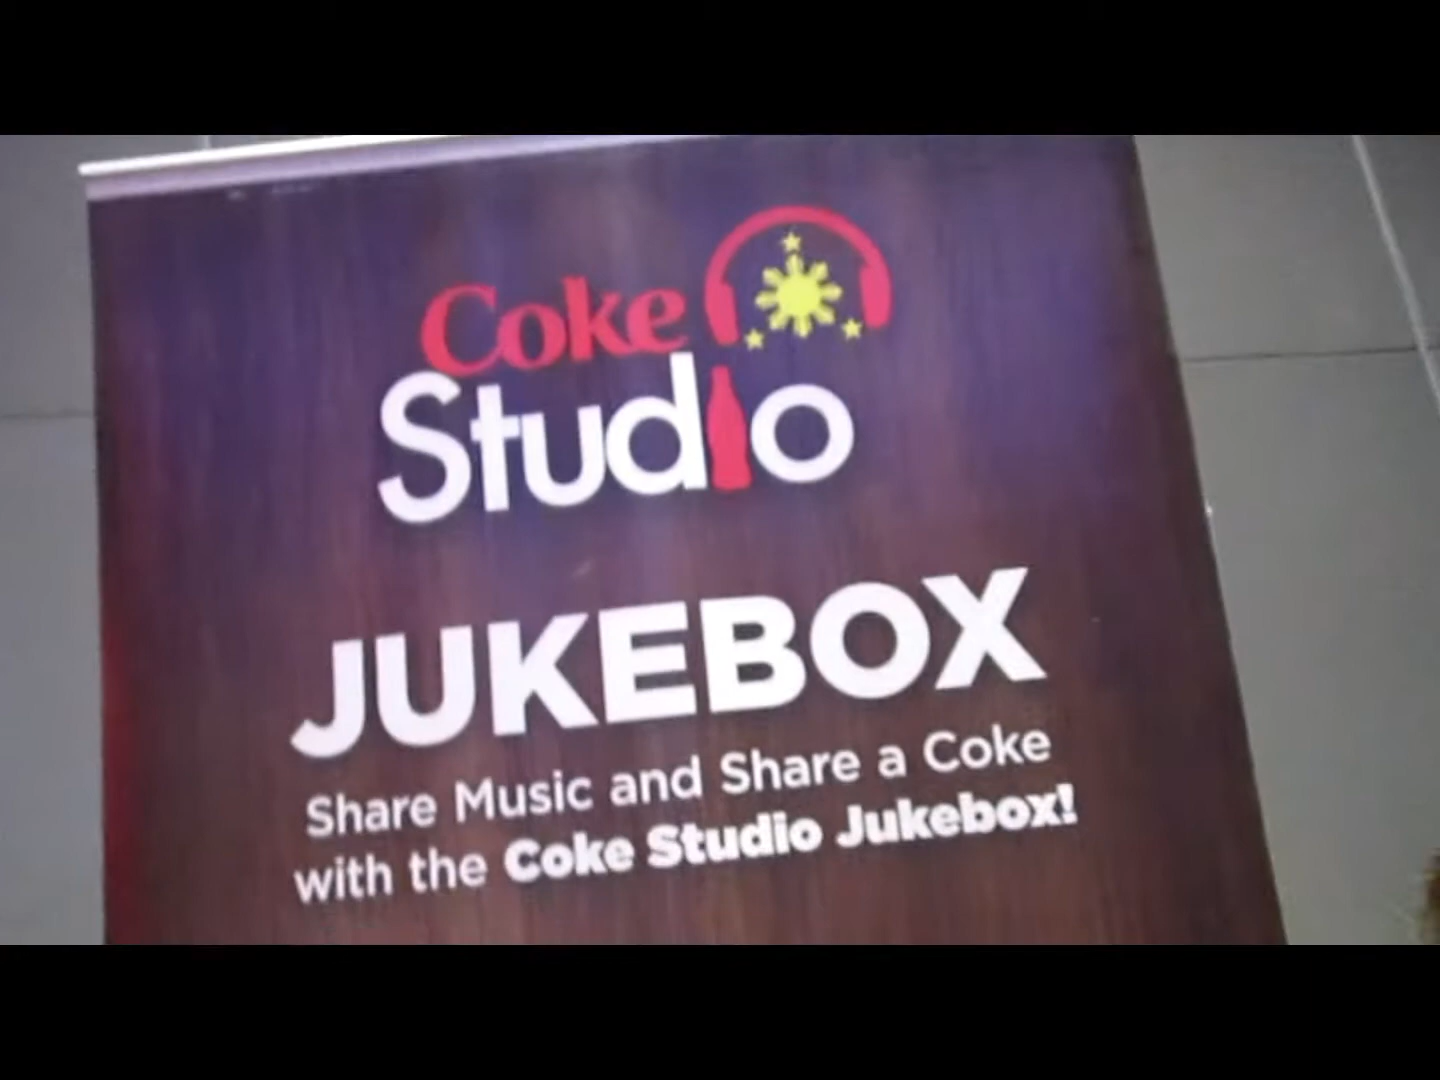 Coke
Studio
JUKEBOX
Share Music and Share a Coke
with the Coke Studio Jukebox!